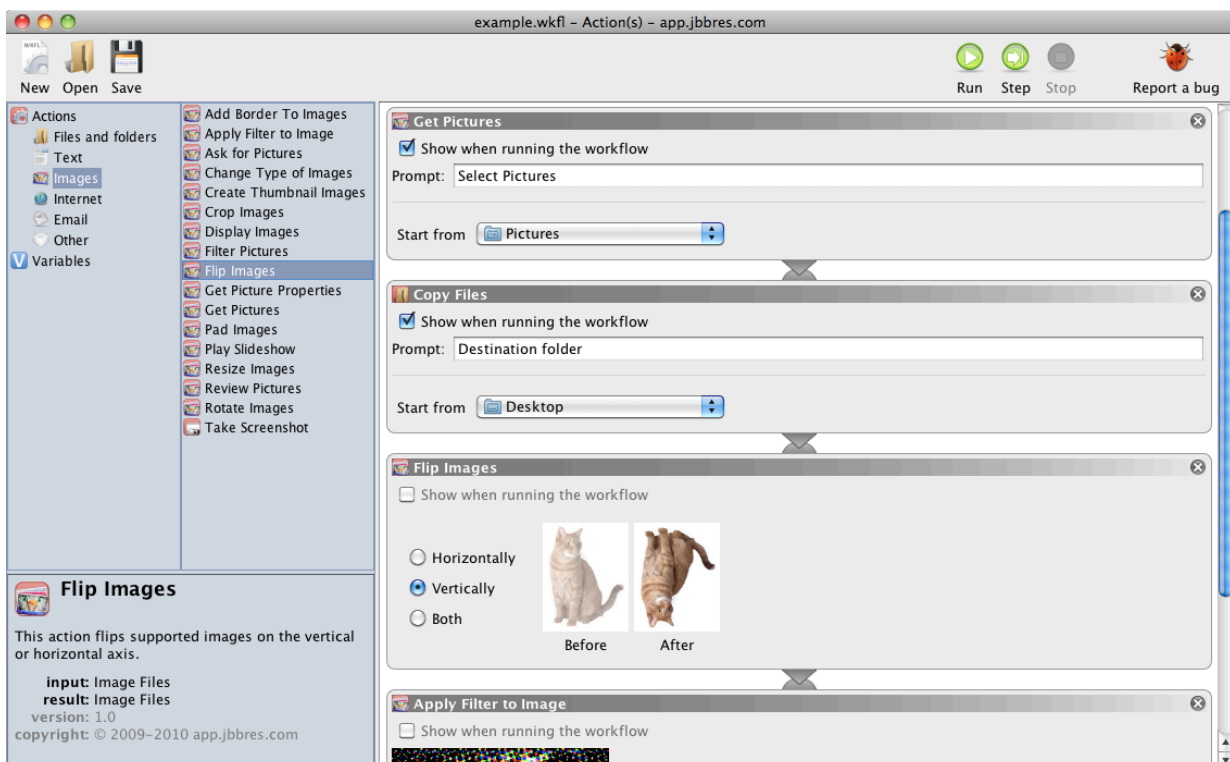 example.wkfl – Action(s) – app.jbbres.com
WKFL
New Open Save
Run Step Stop Report a bug
Actions
Files and folders
Text
Images
Internet
Email
Other
Variables
Add Border To Images
Apply Filter to Image
Ask for Pictures
Change Type of Images
Create Thumbnail Images
Crop Images
Display Images
Filter Pictures
Flip Images
Get Picture Properties
Get Pictures
Pad Images
Play Slideshow
Resize Images
Review Pictures
Rotate Images
Take Screenshot
Flip Images
This action flips supported images on the vertical
or horizontal axis.
input: Image Files
result: Image Files
version: 1.0
copyright: © 2009–2010 app.jbbres.com
Get Pictures
Show when running the workflow
Prompt: Select Pictures
Start from Pictures
Copy Files
Show when running the workflow
Prompt: Destination folder
Start from Desktop
Flip Images
Show when running the workflow
Horizontally
Vertically
Both
Before After
Apply Filter to Image
Show when running the workflow